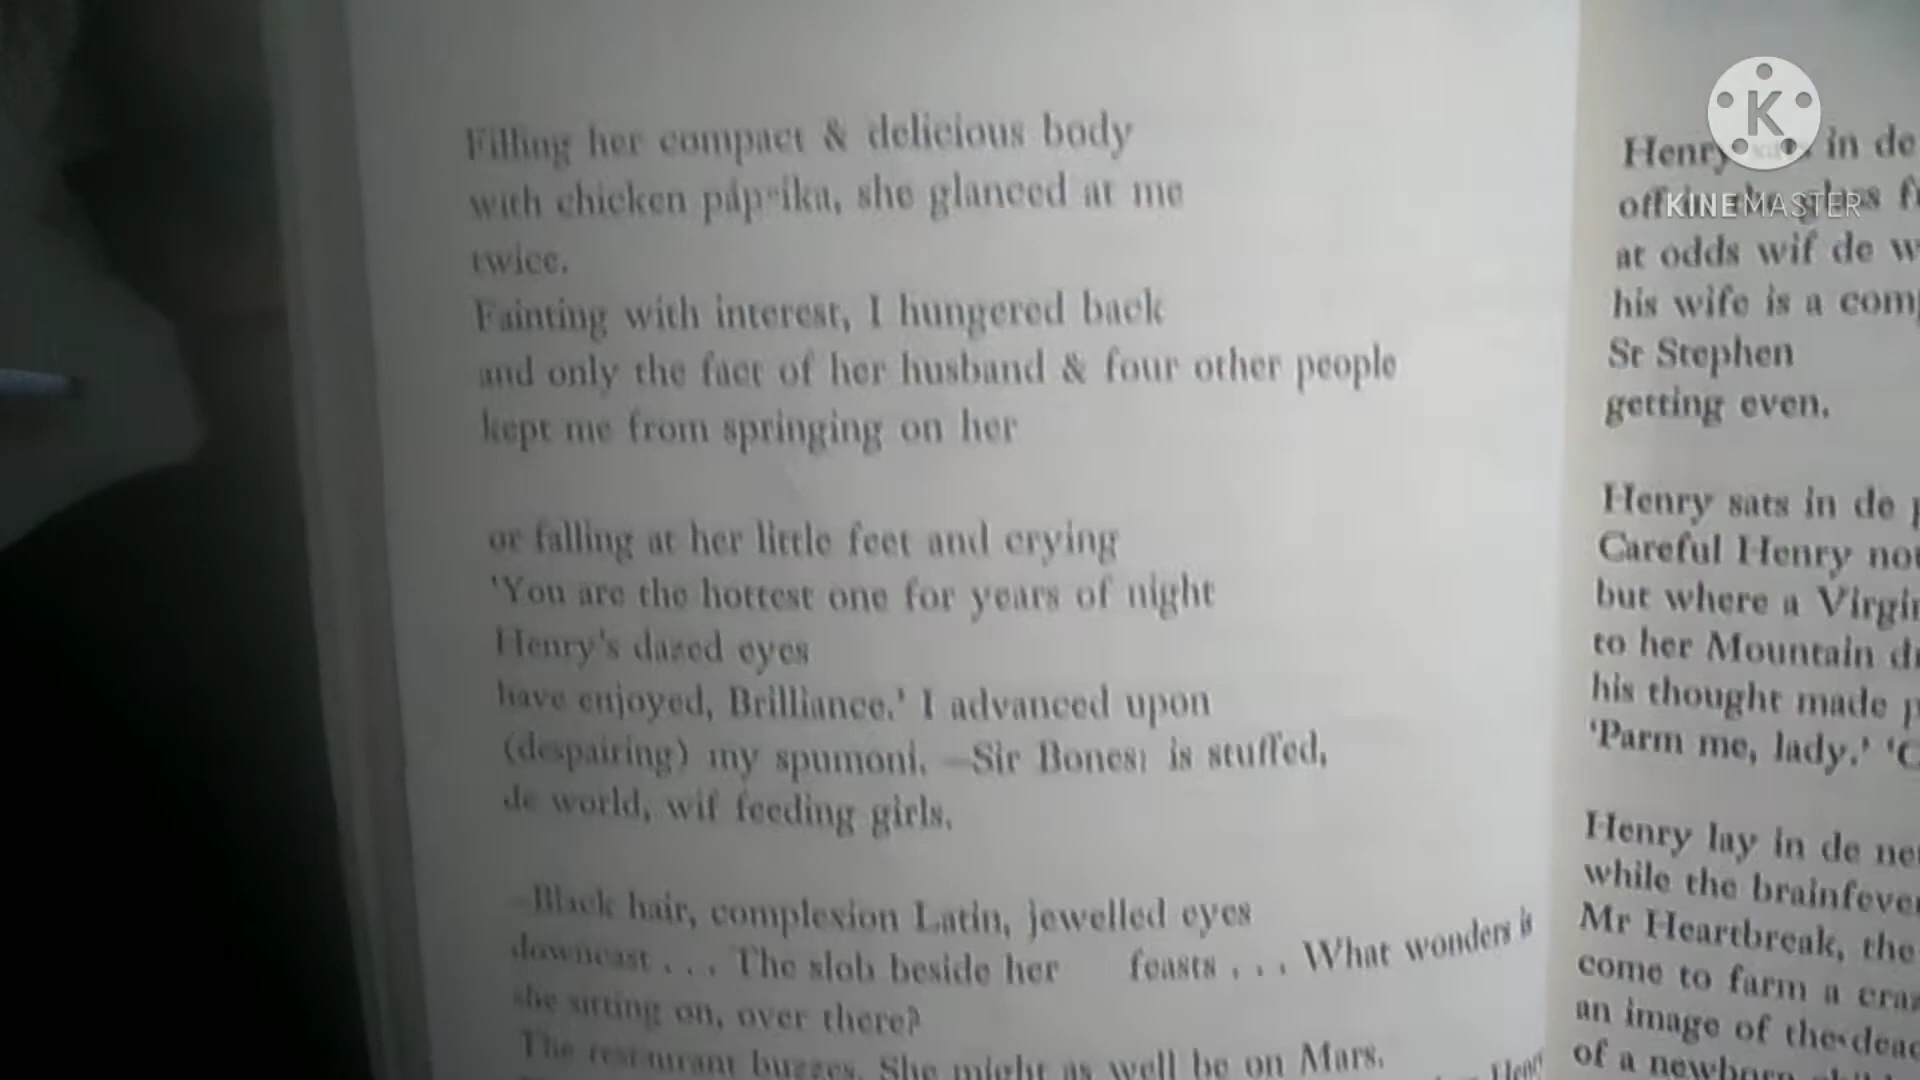 Filling her compact & delicious body
with chicken páprika, she glanced at me
twice.
Fainting with interest, I hungered back
and only the fact of her husband & four other people
kept me from springing on her
or falling at her little feet and crying
'You are the hottest one for years of night
Henry's dazed eyes
have enjoyed, Brilliance.' I advanced upon
(despairing) my spumoni. —Sir Bones: is stuffed,
de world, wif feeding girls.
—Black hair, complexion Latin, jewelled eyes
downcast . . . The slob beside her feasts . . . What wonders is
she sitting on, over there?
The restaurant buzzes. She might as well be on Mars.
Henry in de
off
at odds wif de
his wife is a
St Stephen
getting even.
Henry sats in de
Careful Henry
but where a
to her Mountain
his thought made
'Parm me, lady.'
Henry lay in de
while the
Mr Heartbreak, the
come to farm a
an image of the
of a newborn
K
KINEMASTER